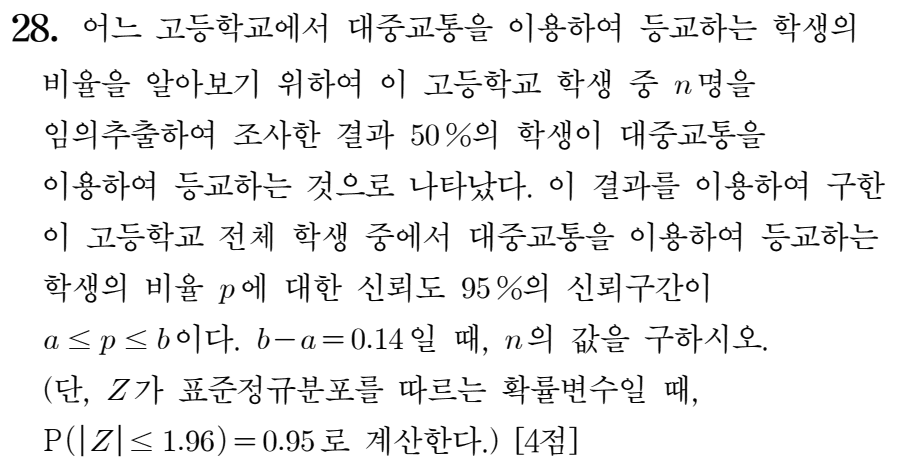 28. 어느 고등학교에서 대중교통을 이용하여 등교하는 학생의
비율을 알아보기 위하여 이 고등학교 학생 중 n명을
임의추출하여 조사한 결과 50%의 학생이 대중교통을
이용하여 등교하는 것으로 나타났다. 이 결과를 이용하여 구한
이 고등학교 전체 학생 중에서 대중교통을 이용하여 등교하는
학생의 비율 p에 대한 신뢰도 95%의 신뢰구간이
a ≤ p ≤ b이다. b-a=0.14일 때, n의 값을 구하시오.
(단, Z가 표준정규분포를 따르는 확률변수일 때,
P(|Z| ≤ 1.96)=0.95로 계산한다.) [4점]